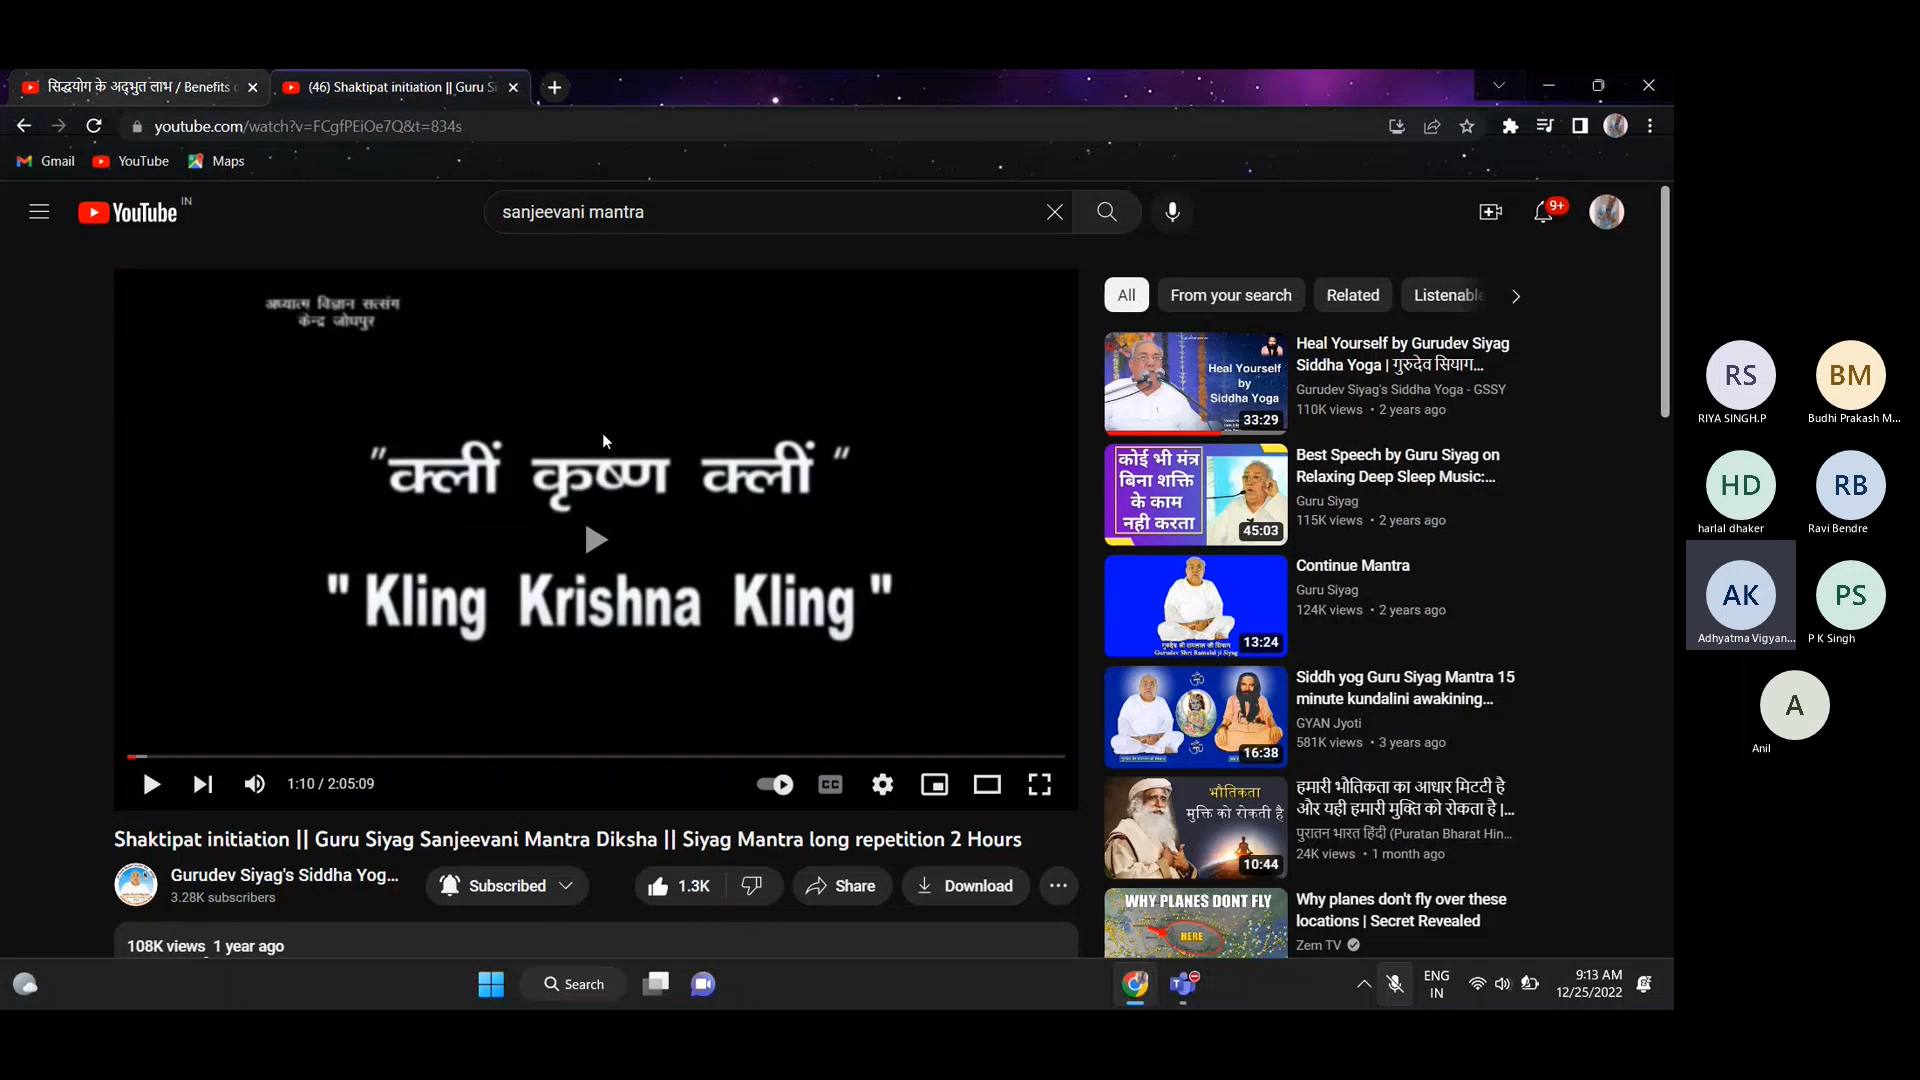 सिद्धयोग के अद्भुत लाभ / Benefits
(46) Shaktipat initiation || Guru Si
youtube.com/watch?v=FCgfPEiOe7Q&t=834s
Gmail
YouTube
Maps
YouTube IN
sanjeevani mantra
9+
अध्यात्म विज्ञान सत्संग
केन्द्र जोधपुर
"क्लीं कृष्ण क्लीं"
"Kling Krishna Kling"
1:10 / 2:05:09
CC
Shaktipat initiation || Guru Siyag Sanjeevani Mantra Diksha || Siyag Mantra long repetition 2 Hours
Gurudev Siyag's Siddha Yog...
3.28K subscribers
Subscribed
1.3K
Share
Download
108K views 1 year ago
All
From your search
Related
Listenable
Heal Yourself
by
Siddha Yoga
33:29
Heal Yourself by Gurudev Siyag
Siddha Yoga | गुरुदेव सियाग...
Gurudev Siyag's Siddha Yoga - GSSY
110K views • 2 years ago
कोई भी मंत्र
बिना शक्ति
के काम
नही करता
45:03
Best Speech by Guru Siyag on
Relaxing Deep Sleep Music:...
Guru Siyag
115K views • 2 years ago
गुरुदेव श्री रामलाल जी सियाग
Gurudev Shri Ramalal ji Siyag
13:24
Continue Mantra
Guru Siyag
124K views • 2 years ago
16:38
Siddh yog Guru Siyag Mantra 15
minute kundalini awakining...
GYAN Jyoti
581K views • 3 years ago
भौतिकता
मुक्ति को रोकती है
10:44
हमारी भौतिकता का आधार मिटटी है
और यही हमारी मुक्ति को रोकता है |...
पुरातन भारत हिंदी (Puratan Bharat Hin...
24K views • 1 month ago
WHY PLANES DONT FLY
HERE
Why planes don't fly over these
locations | Secret Revealed
Zem TV
RS
RIYA SINGH.P
BM
Budhi Prakash M...
HD
harlal dhaker
RB
Ravi Bendre
AK
Adhyatma Vigyan...
PS
P K Singh
A
Anil
Search
ENG
IN
9:13 AM
12/25/2022